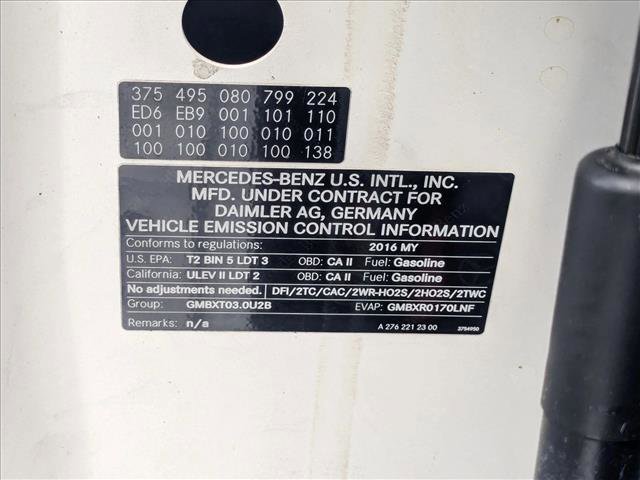 375 495 080 799 224
ED6 EB9 001 101 110
001 010 100 010 011
100 100 010 100 138
MERCEDES-BENZ U.S. INTL., INC.
MFD. UNDER CONTRACT FOR
DAIMLER AG, GERMANY
VEHICLE EMISSION CONTROL INFORMATION
Conforms to regulations: 2016 MY
U.S. EPA: T2 BIN 5 LDT 3 OBD: CA II Fuel: Gasoline
California: ULEV II LDT 2 OBD: CA II Fuel: Gasoline
No adjustments needed. DFI/2TC/CAC/2WR-HO2S/2HO2S/2TWC
Group: GMBXT03.0U2B EVAP: GMBXR0170LNF
Remarks: n/a A 276 221 23 00 2754950